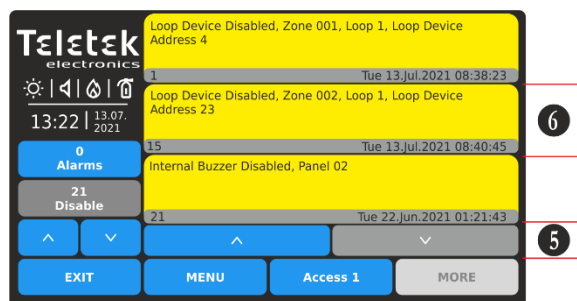 Teletek
electronics
13:22 | 13.07.
2021
0
Alarms
21
Disable
EXIT
Loop Device Disabled, Zone 001, Loop 1, Loop Device
Address 4
1 Tue 13.Jul.2021 08:38:23
Loop Device Disabled, Zone 002, Loop 1, Loop Device
Address 23
15 Tue 13.Jul.2021 08:40:45
Internal Buzzer Disabled, Panel 02
21 Tue 22.Jun.2021 01:21:43
MENU
Access 1
MORE
6
5